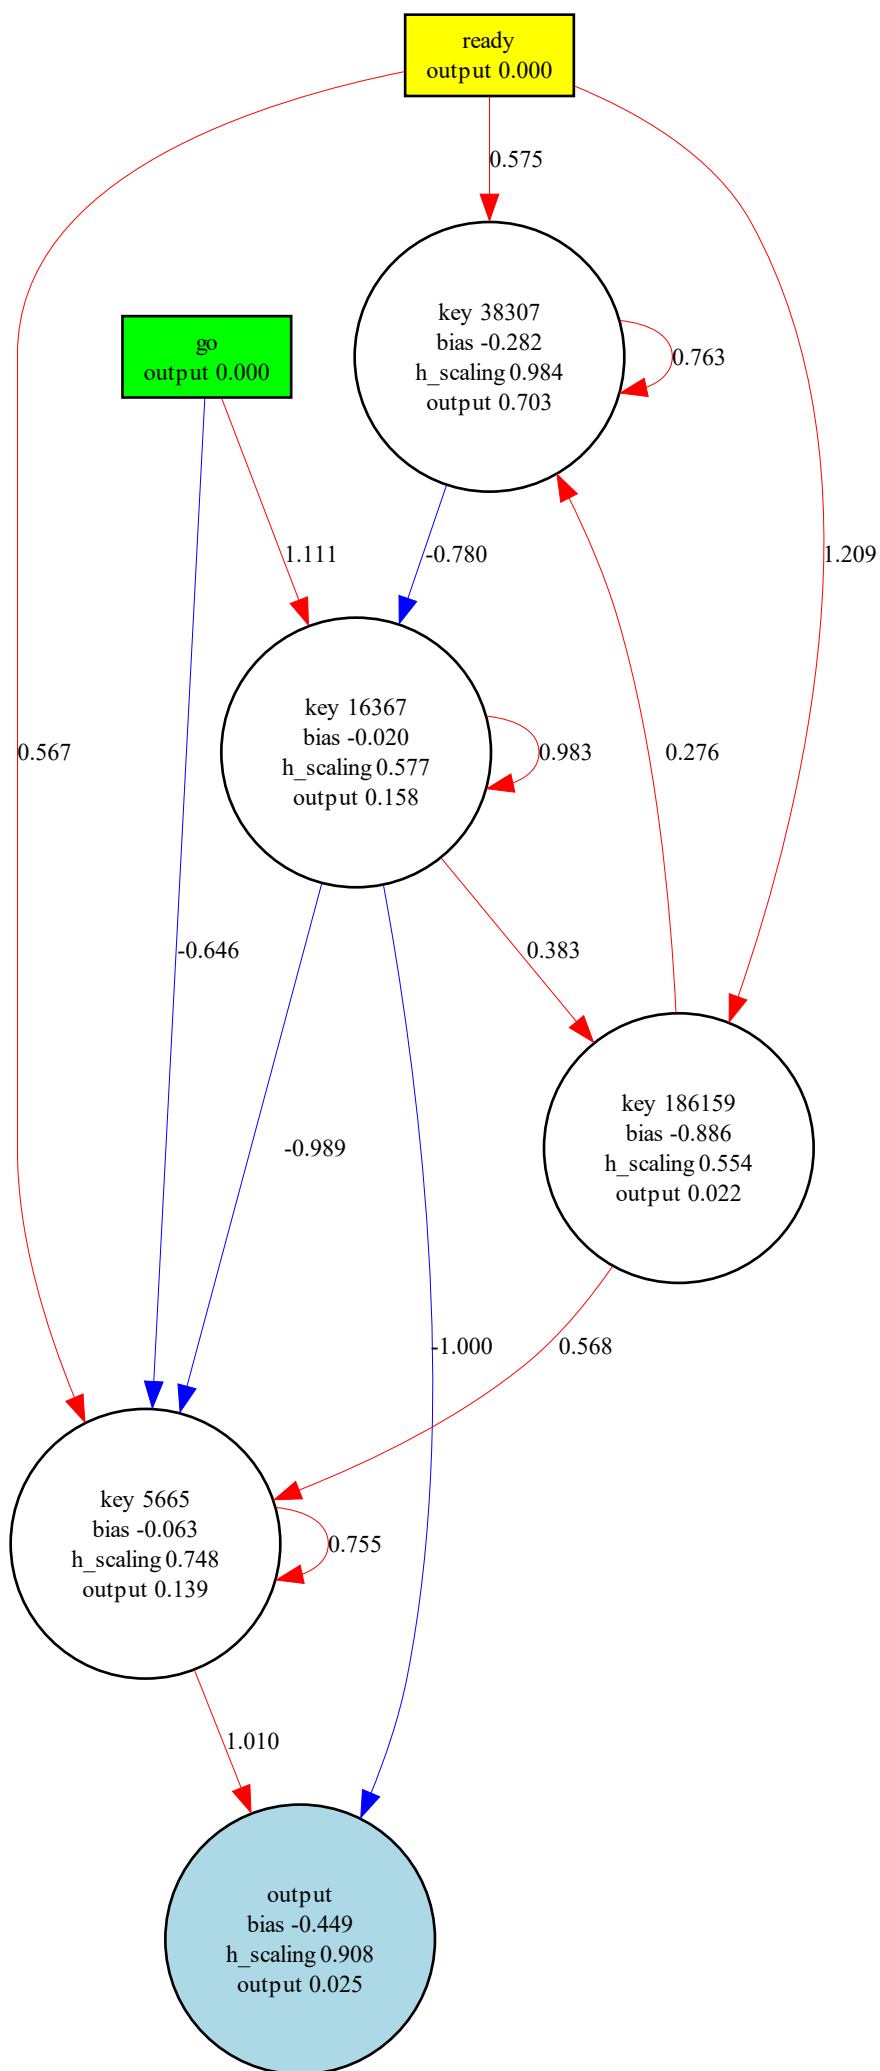 ready
output 0.000
0.575
key 38307
bias -0.282
h_scaling 0.984
output 0.703
0.763
go
output 0.000
1.111
-0.780
1.209
key 16367
bias -0.020
h_scaling 0.577
output 0.158
0.983
0.567
0.276
-0.646
0.383
-0.989
key 186159
bias -0.886
h_scaling 0.554
output 0.022
-1.000
0.568
key 5665
bias -0.063
h_scaling 0.748
output 0.139
0.755
1.010
output
bias -0.449
h_scaling 0.908
output 0.025